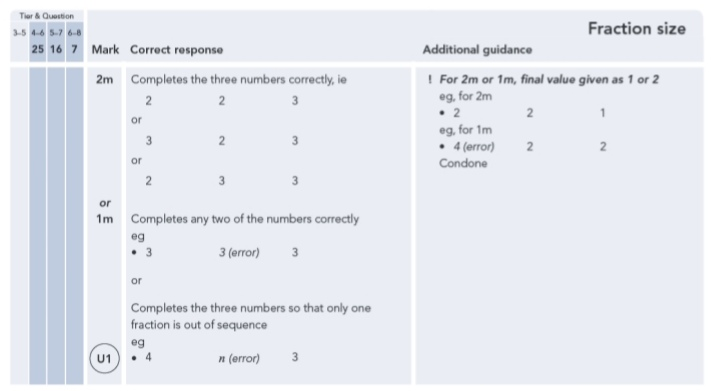 Tier & Question
3–5 4–6 5–7 6–8
25 16 7
Fraction size
Mark Correct response Additional guidance
2m Completes the three numbers correctly, ie
2 2 3
or
3 2 3
or
2 3 3
or
1m Completes any two of the numbers correctly
eg
• 3 3 (error) 3
or
Completes the three numbers so that only one
fraction is out of sequence
eg
U1 • 4 n (error) 3
! For 2m or 1m, final value given as 1 or 2
eg, for 2m
• 2 2 1
eg, for 1m
• 4 (error) 2 2
Condone